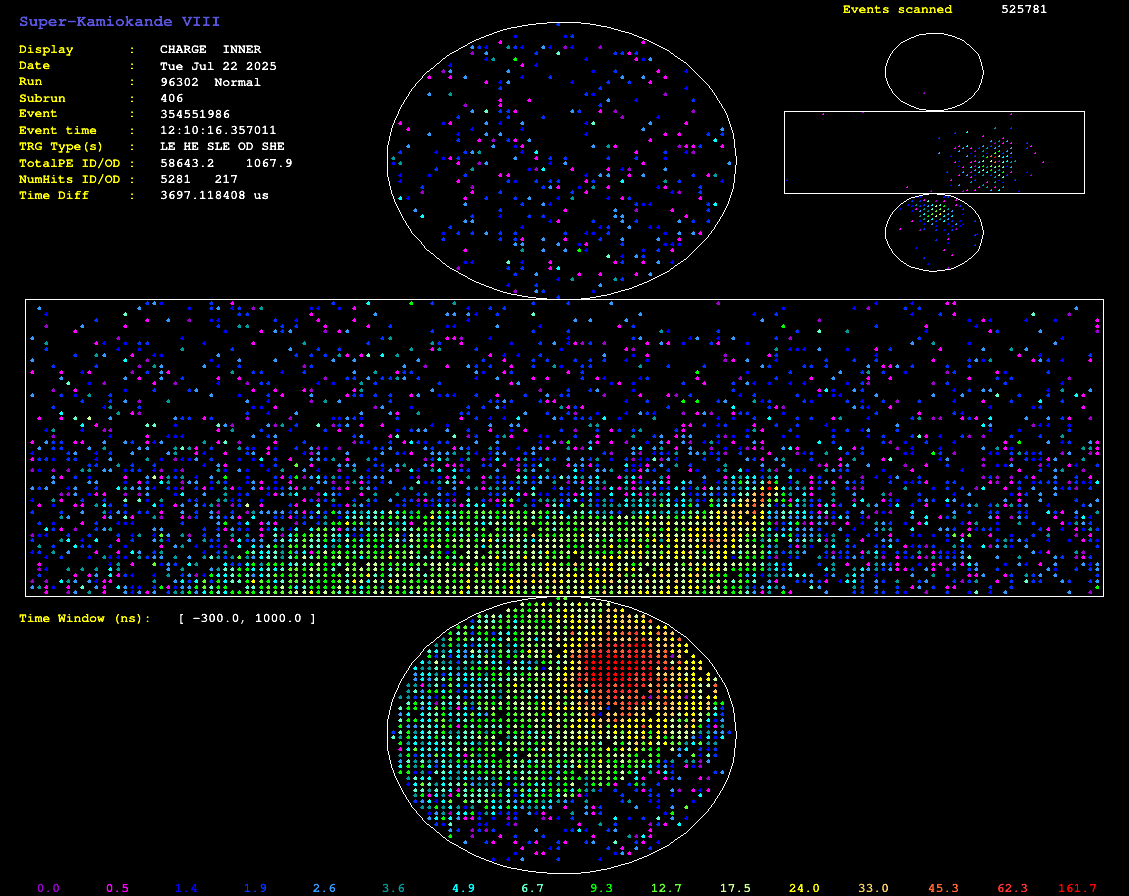 Super-Kamiokande VIII
Events scanned 525781
Display : CHARGE INNER
Date : Tue Jul 22 2025
Run : 96302 Normal
Subrun : 406
Event : 354551986
Event time : 12:10:16.357011
TRG Type(s) : LE HE SLE OD SHE
TotalPE ID/OD : 58643.2 1067.9
NumHits ID/OD : 5281 217
Time Diff : 3697.118408 us
Time Window (ns): [ -300.0, 1000.0 ]
0.0 0.5 1.4 1.9 2.6 3.6 4.9 6.7 9.3 12.7 17.5 24.0 33.0 45.3 62.3 161.7